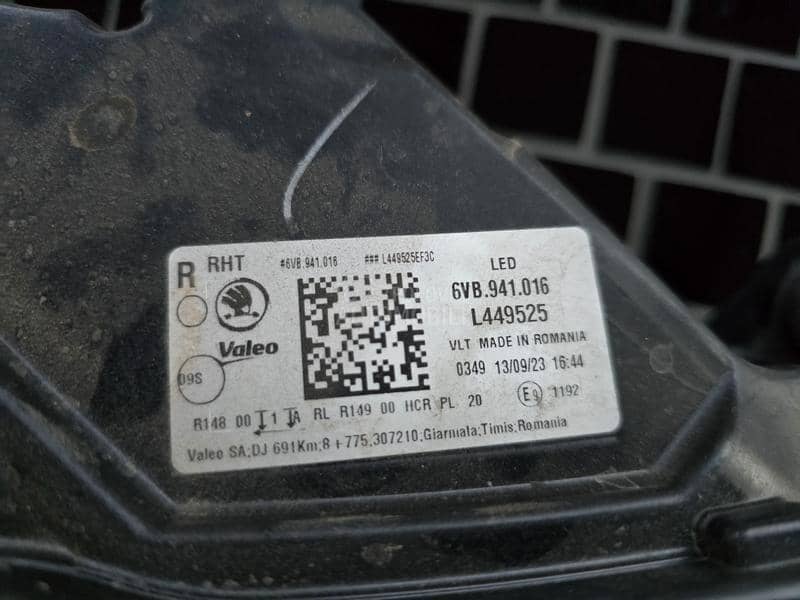 R RHT #6VB.941.016 ### L449525EF3C LED
6VB.941.016
L449525
Valeo
VLT MADE IN ROMANIA
09S
0349 13/09/23 16:44
E9 1192
R148 00 1 A RL R149 00 HCR PL 20
Valeo SA;DJ 691Km;8+775,307210;Giarmata;Timis;Romania